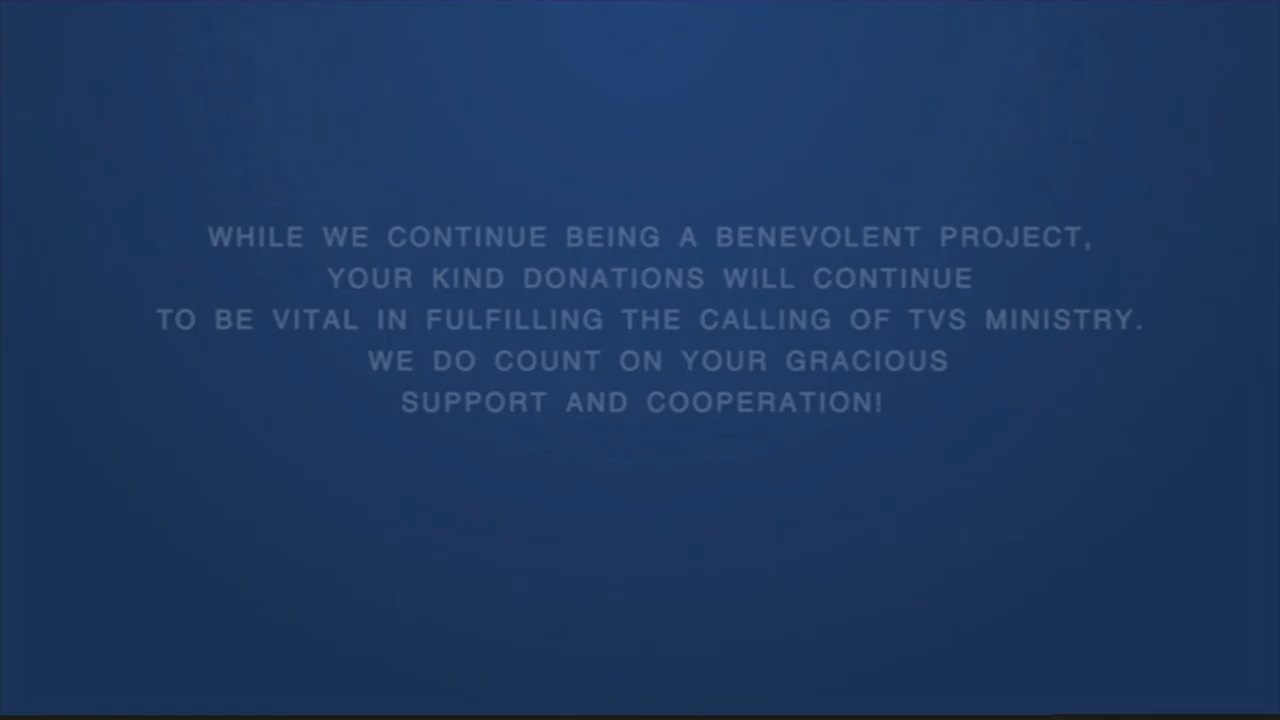 WHILE WE CONTINUE BEING A BENEVOLENT PROJECT,
YOUR KIND DONATIONS WILL CONTINUE
TO BE VITAL IN FULFILLING THE CALLING OF TVS MINISTRY.
WE DO COUNT ON YOUR GRACIOUS
SUPPORT AND COOPERATION!